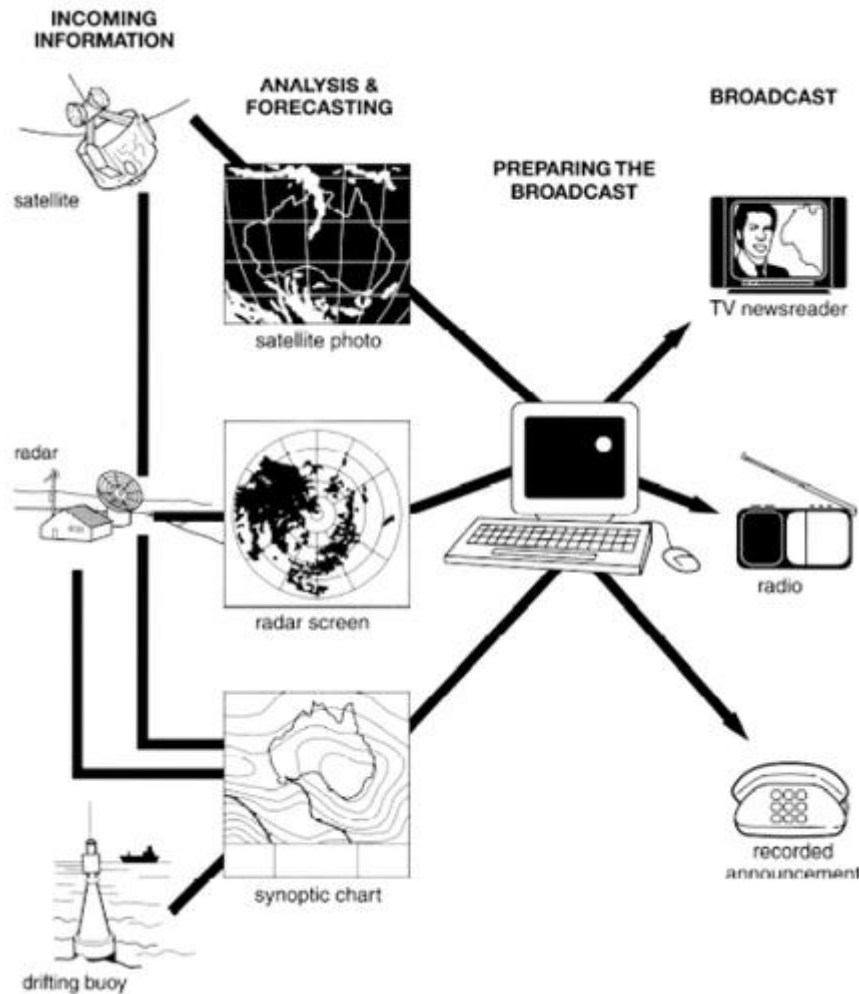 INCOMING
INFORMATION
ANALYSIS &
FORECASTING
BROADCAST
PREPARING THE
BROADCAST
satellite
TV newsreader
satellite photo
radar
radio
radar screen
recorded
announcement
synoptic chart
drifting buoy